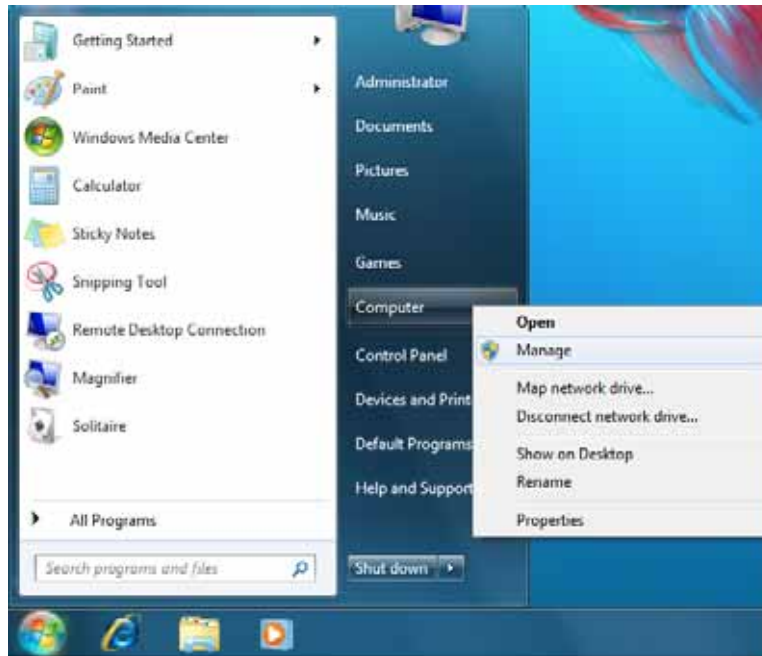 Getting Started
Paint
Windows Media Center
Calculator
Sticky Notes
Snipping Tool
Remote Desktop Connection
Magnifier
Solitaire
All Programs
Search programs and files
Administrator
Documents
Pictures
Music
Games
Computer
Control Panel
Devices and Print
Default Programs
Help and Support
Shut down
Open
Manage
Map network drive...
Disconnect network drive...
Show on Desktop
Rename
Properties